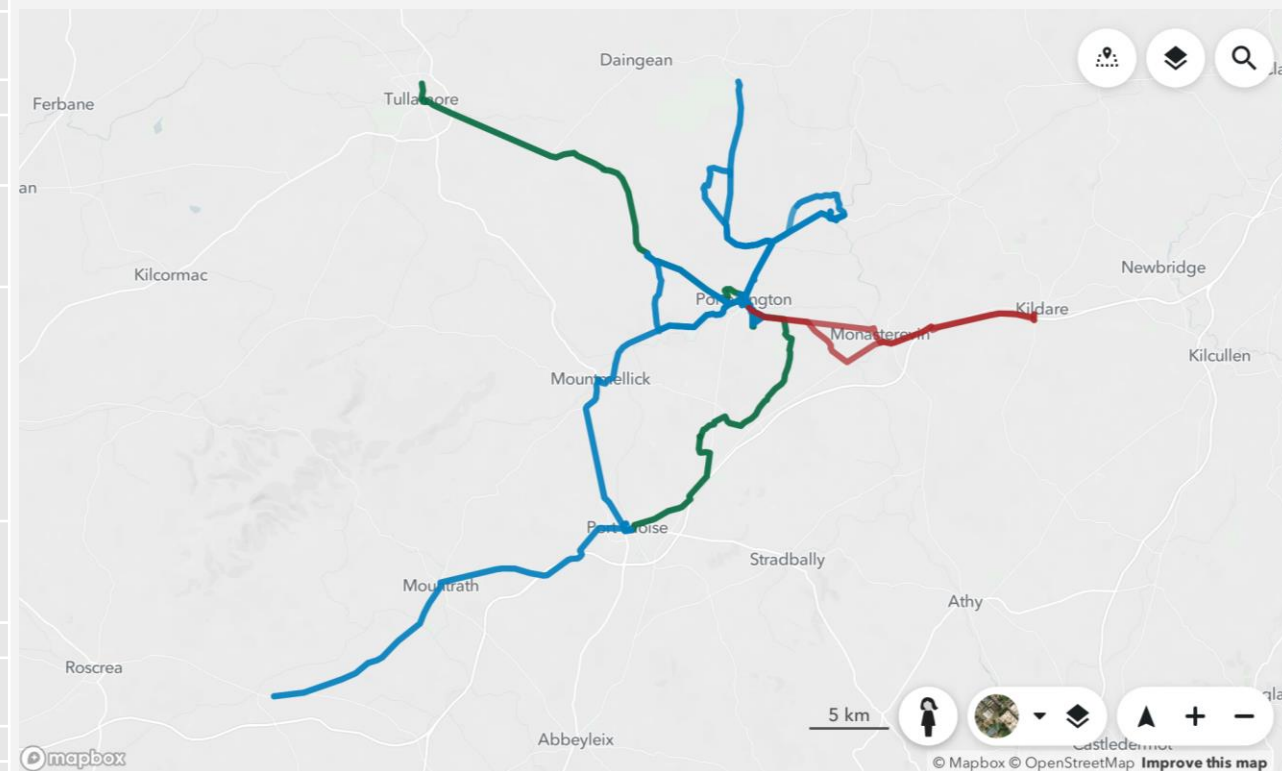 Daingean
Ferbane
Tullamore
an
Kilcormac
Newbridge
Portarlington
Kildare
Monasterevin
Kilcullen
Mountmellick
Portlaoise
Stradbally
Mountrath
Athy
Roscrea
5 km
Abbeyleix
Castledermot
mapbox
© Mapbox © OpenStreetMap Improve this map